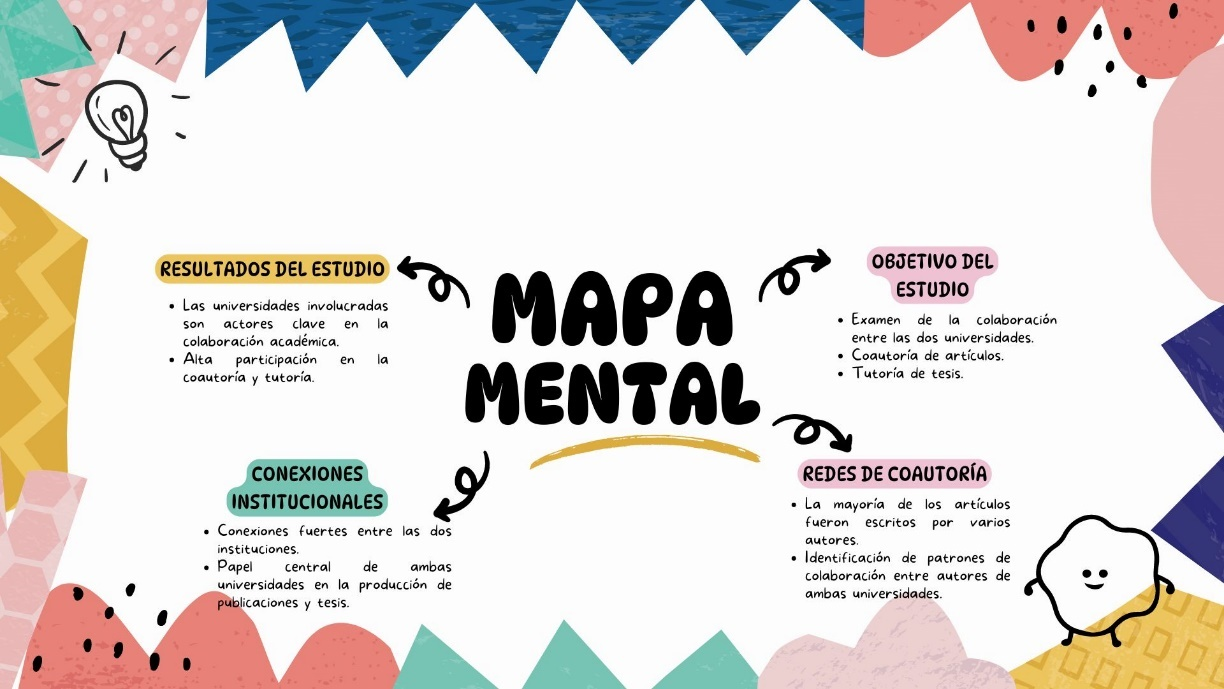 MAPA
MENTAL
RESULTADOS DEL ESTUDIO
• Las universidades involucradas
son actores clave en la
colaboración académica.
• Alta participación en la
coautoría y tutoría.
OBJETIVO DEL
ESTUDIO
• Examen de la colaboración
entre las dos universidades.
• Coautoría de artículos.
• Tutoría de tesis.
CONEXIONES
INSTITUCIONALES
• Conexiones fuertes entre las dos
instituciones.
• Papel central de ambas
universidades en la producción de
publicaciones y tesis.
REDES DE COAUTORÍA
• La mayoría de los artículos
fueron escritos por varios
autores.
• Identificación de patrones de
colaboración entre autores de
ambas universidades.